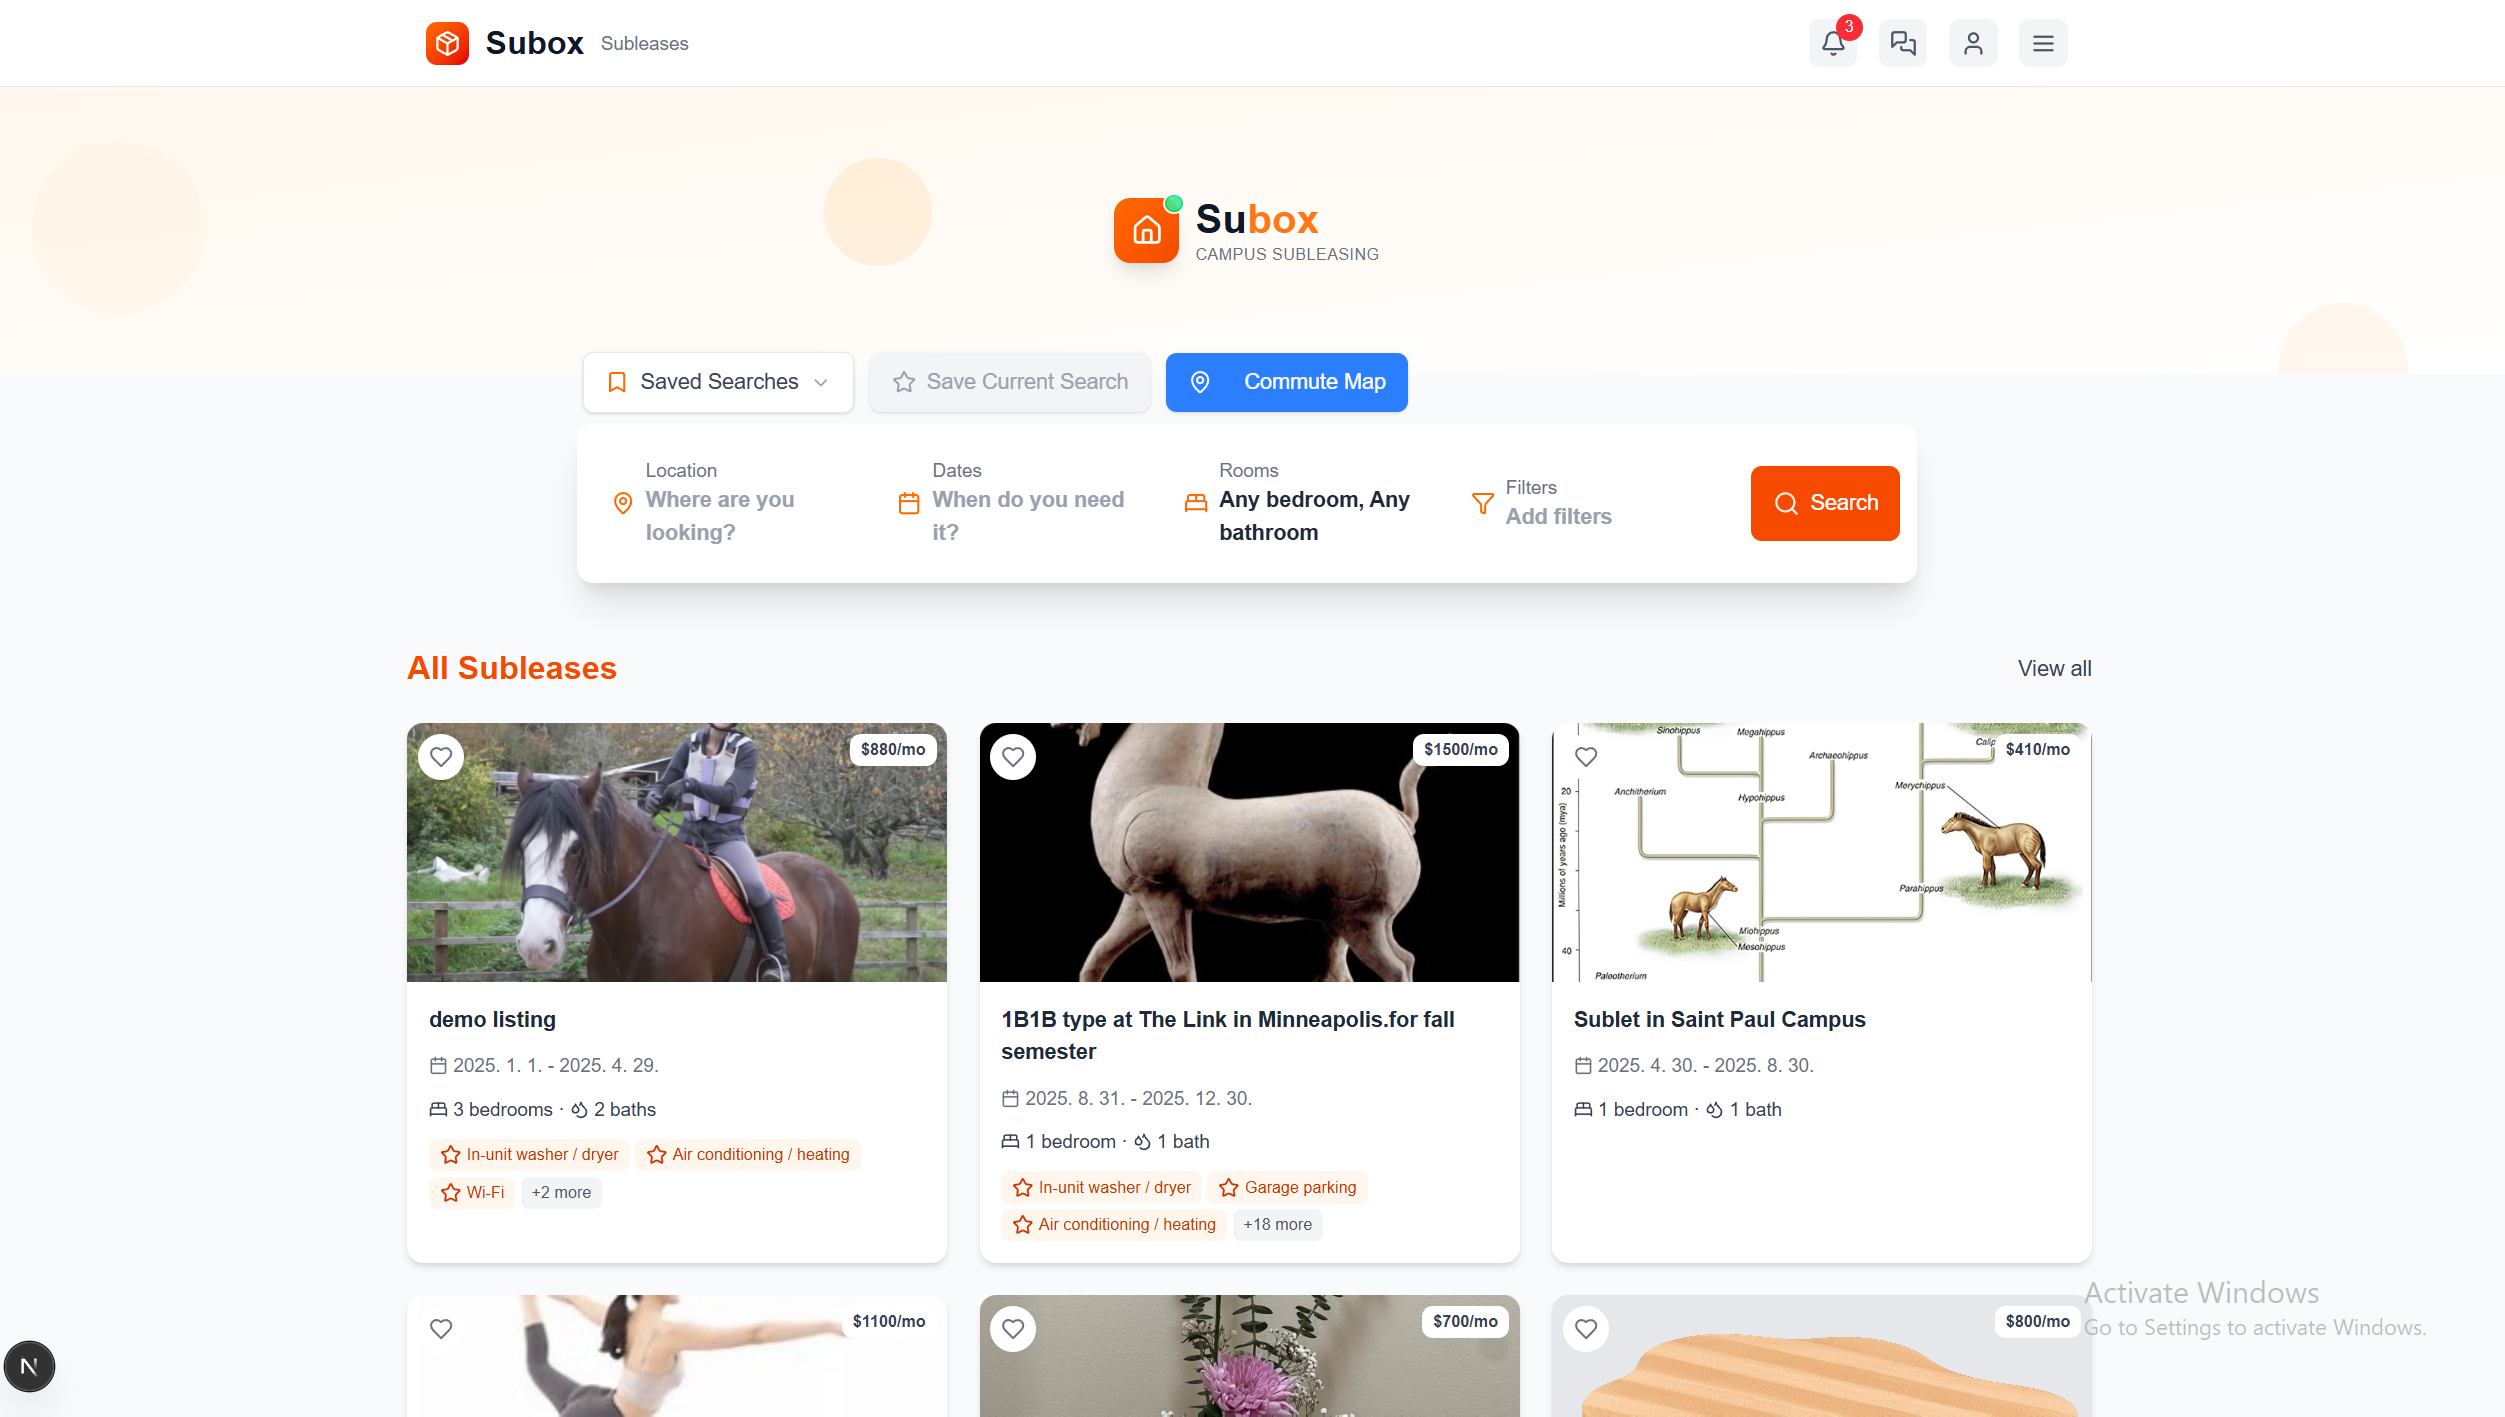 Subox Subleases
3
Subox
CAMPUS SUBLEASING
Saved Searches
Save Current Search
Commute Map
Location
Where are you
looking?
Dates
When do you need
it?
Rooms
Any bedroom, Any
bathroom
Filters
Add filters
Search
All Subleases
View all
$880/mo
demo listing
2025. 1. 1. - 2025. 4. 29.
3 bedrooms · 2 baths
In-unit washer / dryer
Air conditioning / heating
Wi-Fi
+2 more
$1500/mo
1B1B type at The Link in Minneapolis.for fall
semester
2025. 8. 31. - 2025. 12. 30.
1 bedroom · 1 bath
In-unit washer / dryer
Garage parking
Air conditioning / heating
+18 more
Sinohippus
Megahippus
Archaeohippus
Calip
$410/mo
20
Anchitherium
Hypohippus
Merychippus
Millions of years ago (mya)
Parahippus
Miohippus
Mesohippus
40
Paleotherium
Sublet in Saint Paul Campus
2025. 4. 30. - 2025. 8. 30.
1 bedroom · 1 bath
$1100/mo
$700/mo
$800/mo
Activate Windows
Go to Settings to activate Windows.
N